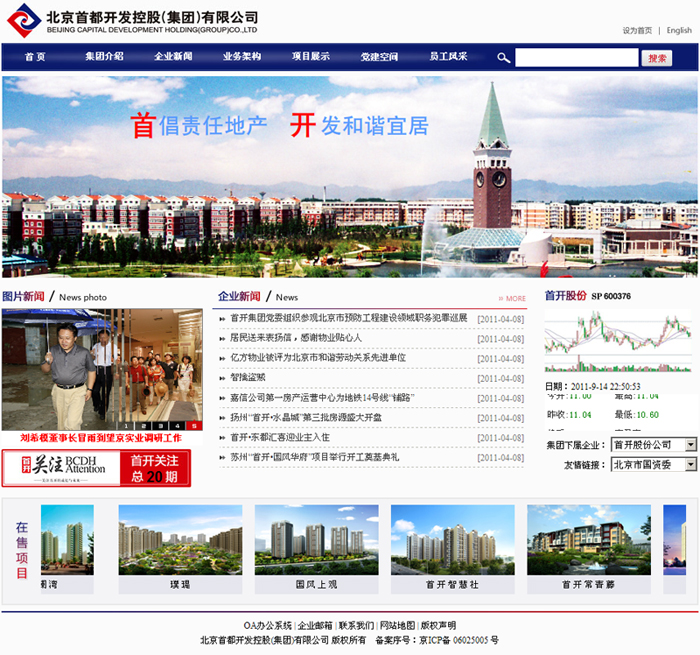 北京首都开发控股(集团)有限公司
BEIJING CAPITAL DEVELOPMENT HOLDING(GROUP)CO.,LTD
设为首页 | English
首 页 集团介绍 企业新闻 业务架构 项目展示 党建空间 员工风采 搜索
首倡责任地产 开发和谐宜居
图片新闻 / News photo
1 2 3 4 5
刘希模董事长冒雨到望京实业调研工作
首开 关注 BCDH Attention
首开关注
总 20 期
企业新闻 / News
MORE
首开集团党委组织参观北京市预防工程建设领域职务犯罪巡展 [2011-04-08]
居民送来表扬信，感谢物业贴心人 [2011-04-08]
亿方物业被评为北京市和谐劳动关系先进单位 [2011-04-08]
智擒盗贼 [2011-04-08]
嘉信公司第一房产运营中心为地铁14号线“铺路” [2011-04-08]
扬州“首开•水晶城”第三批房源盛大开盘 [2011-04-08]
首开•东都汇喜迎业主入住 [2011-04-08]
苏州“首开•国风华府”项目举行开工奠基典礼 [2011-04-08]
首开股份 SP 600376
日期：2011-9-14 22:50:53
今开:11.00 最高:11.04
昨收:11.04 最低:10.60
集团下属企业： 首开股份公司
友情链接： 北京市国资委
在售项目
澜湾
璞瑅
国风上观
首开智慧社
首开常青藤
OA办公系统 | 企业邮箱 | 联系我们 | 网站地图 | 版权声明
北京首都开发控股(集团)有限公司 版权所有 备案序号：京ICP备 06025005 号